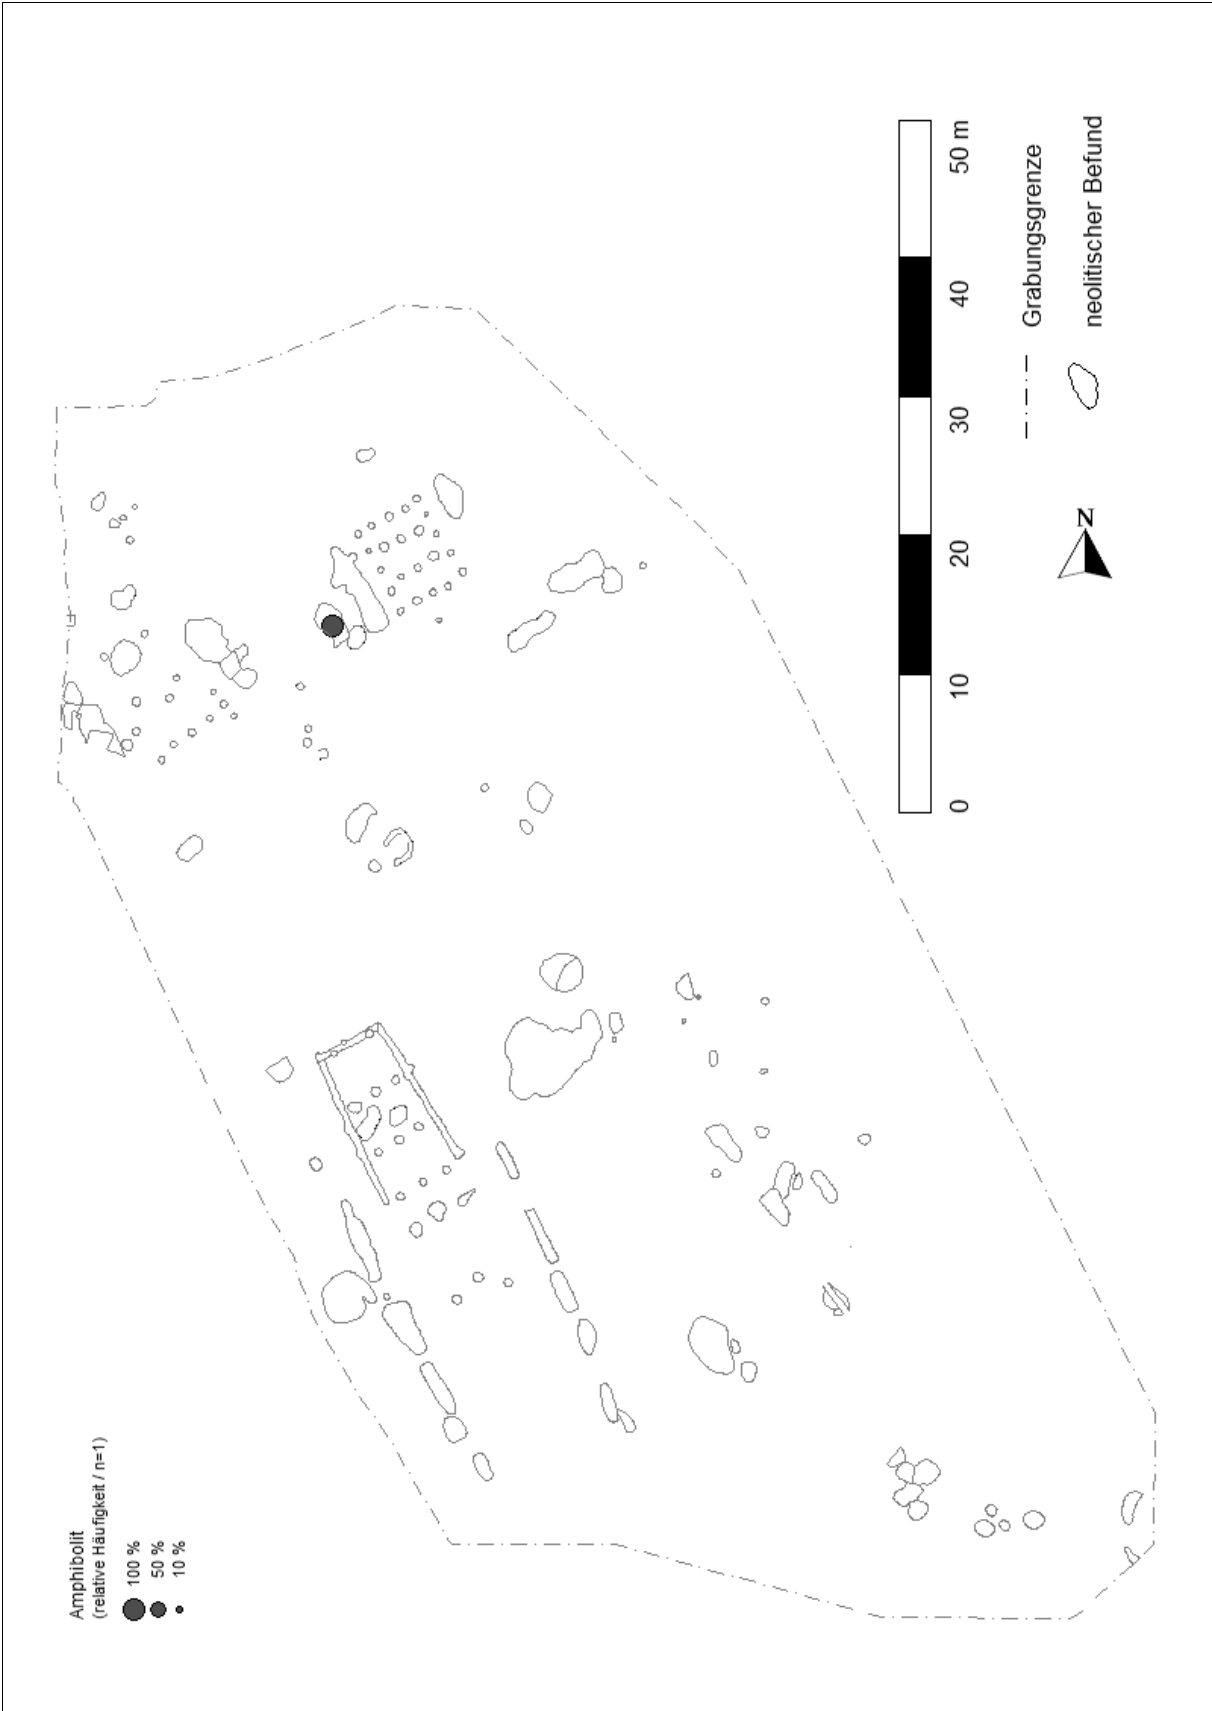 Amphibolit
(relative Häufigkeit / n=1)
100 %
50 %
10 %
0
10
20
30
40
50 m
N
Grabungsgrenze
neolitischer Befund